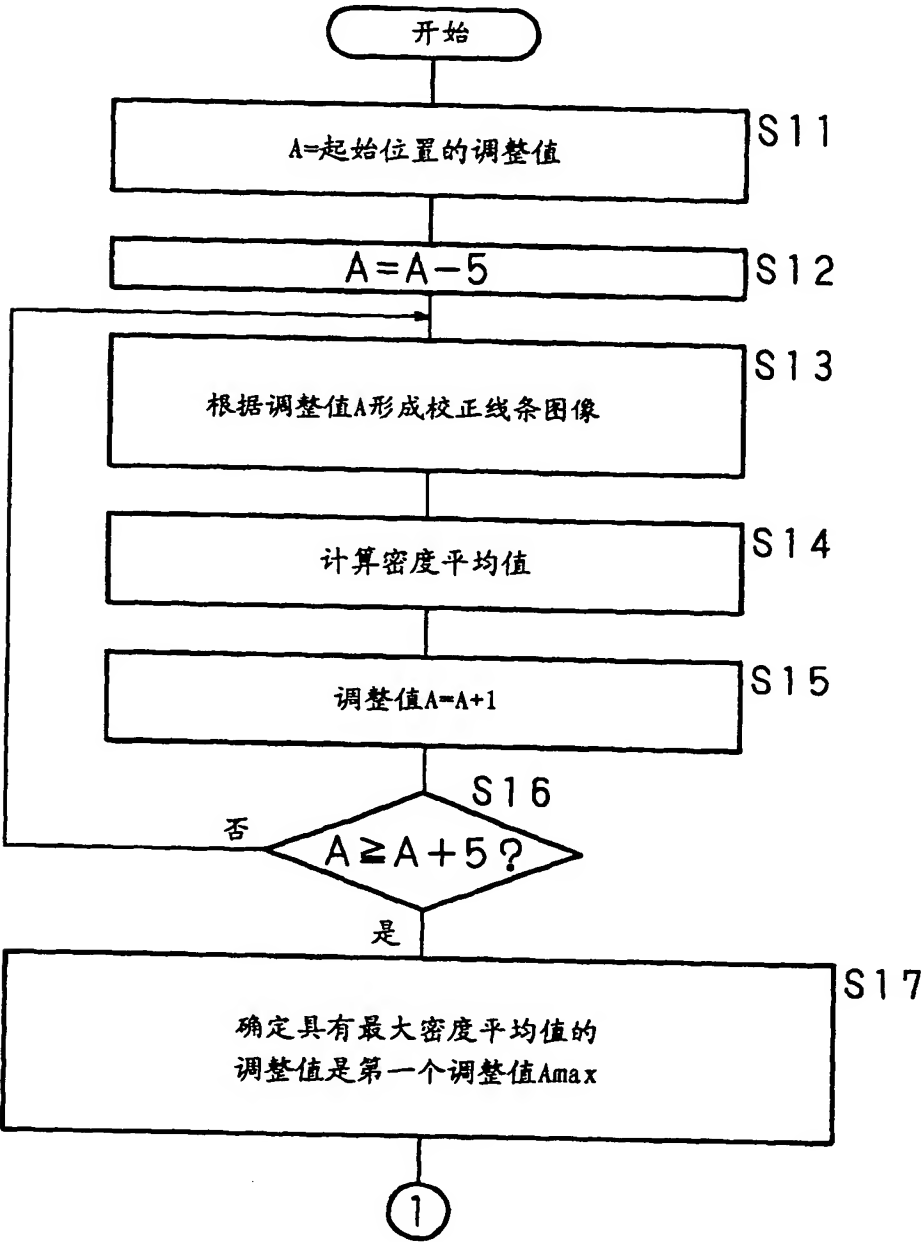 开始
S11
A=起始位置的调整值
A=A-5
S12
S13
根据调整值A形成校正线条图像
S14
计算密度平均值
S15
调整值A=A+1
S16
否
A≧A+5?
是
S17
确定具有最大密度平均值的
调整值是第一个调整值Amax
1